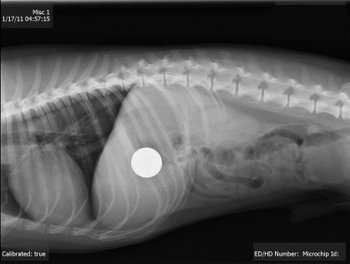 Misc 1
1/17/11 04:57:15
Calibrated: true
ED/HD Number: Microchip Id: